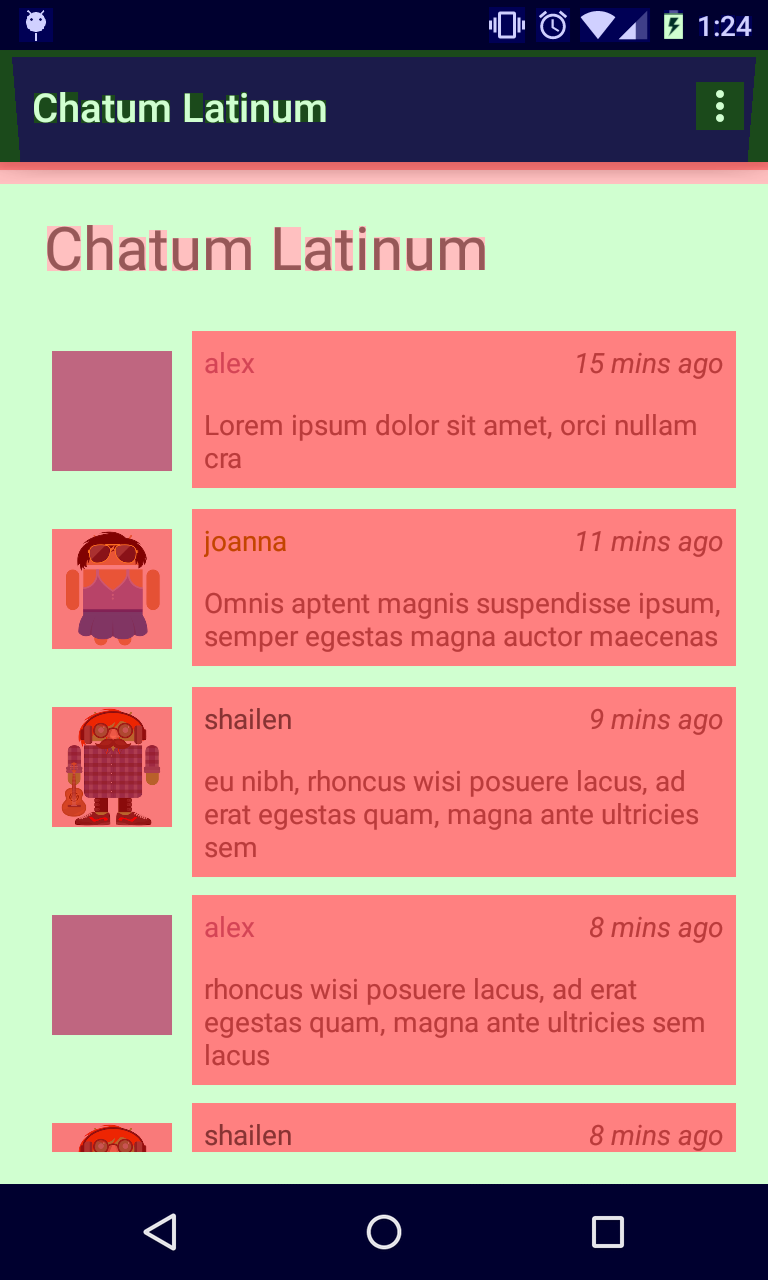 1:24
Chatum Latinum
Chatum Latinum
alex 15 mins ago
Lorem ipsum dolor sit amet, orci nullam
cra
joanna 11 mins ago
Omnis aptent magnis suspendisse ipsum,
semper egestas magna auctor maecenas
shailen 9 mins ago
eu nibh, rhoncus wisi posuere lacus, ad
erat egestas quam, magna ante ultricies
sem
alex 8 mins ago
rhoncus wisi posuere lacus, ad erat
egestas quam, magna ante ultricies sem
lacus
shailen 8 mins ago